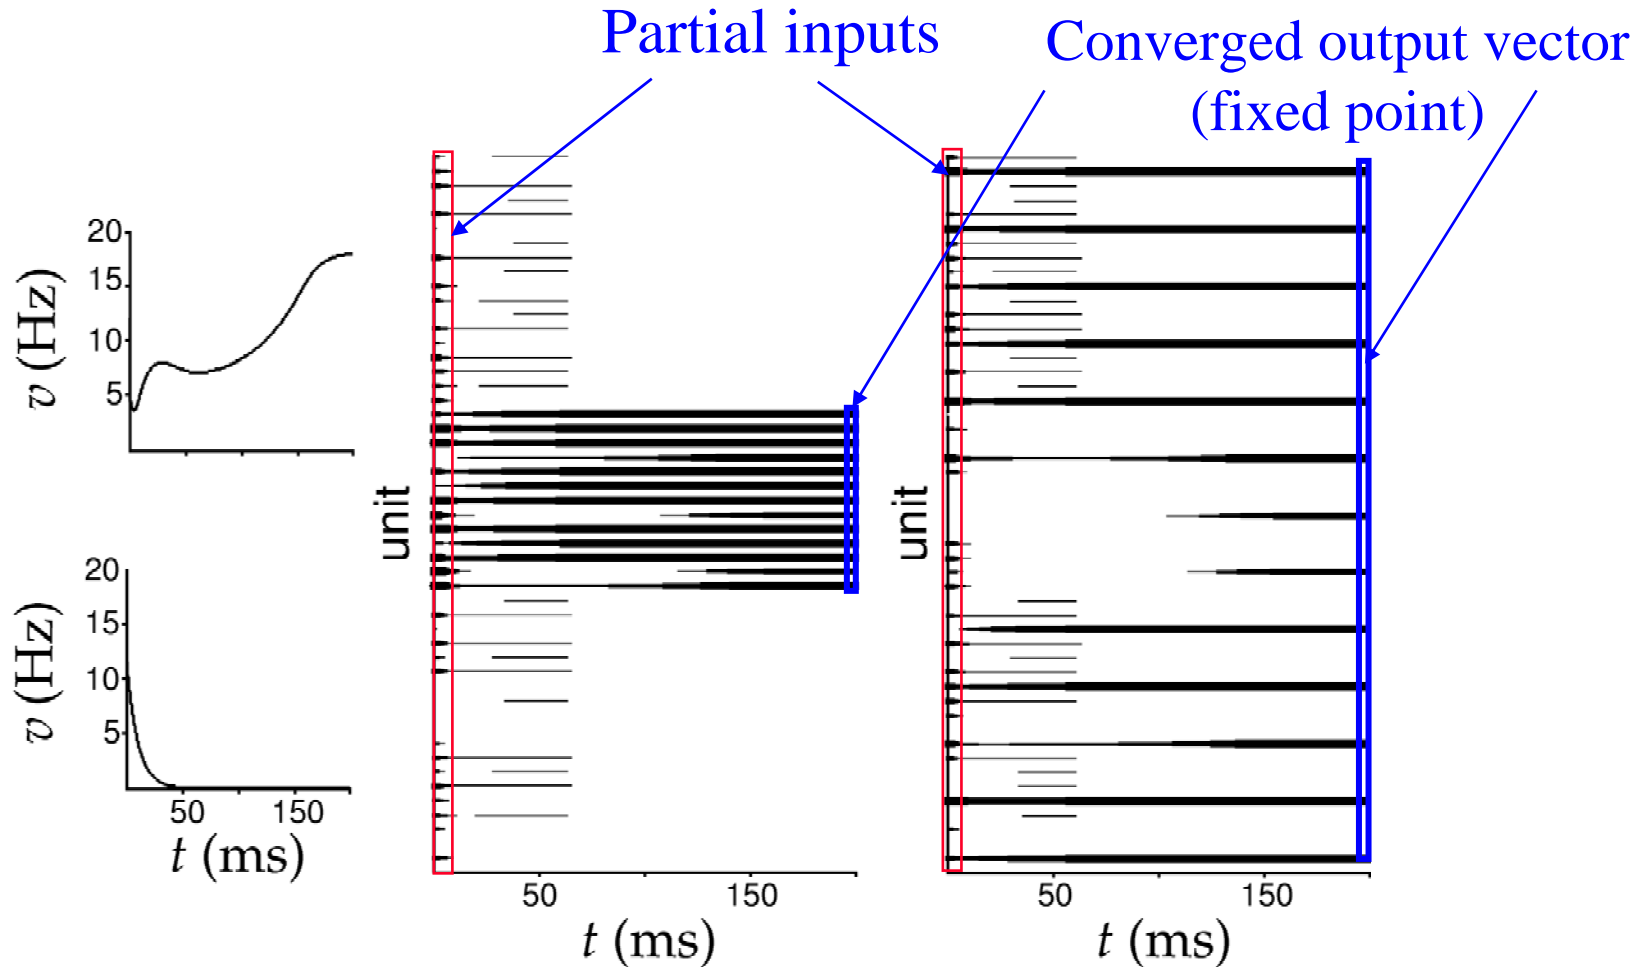 Partial inputs
Converged output vector
(fixed point)
20
15
10
5
v (Hz)
20
15
10
5
v (Hz)
50 150
t (ms)
unit
50 150
t (ms)
unit
50 150
t (ms)